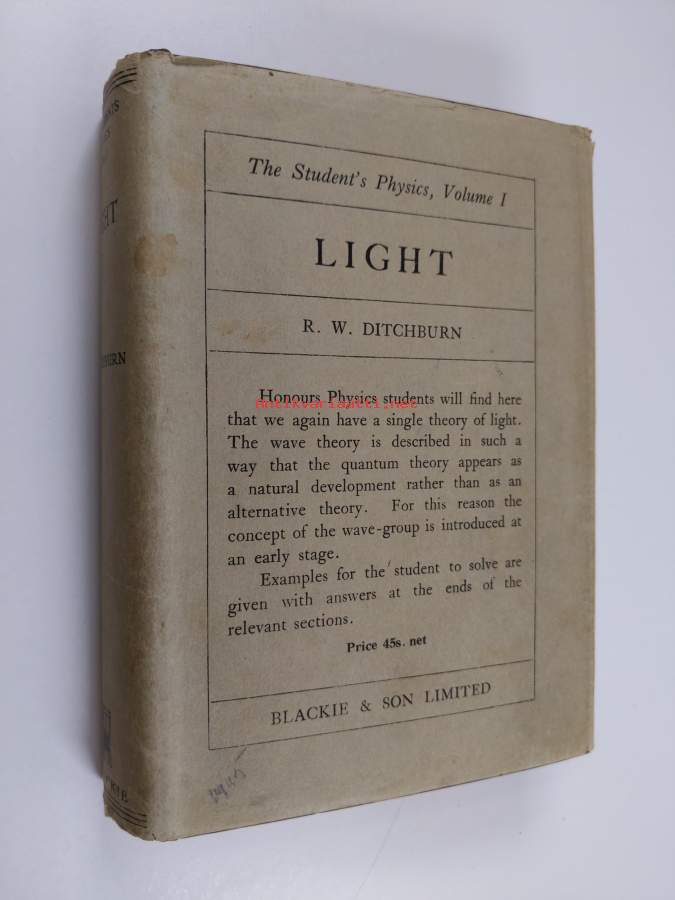 The Student's Physics, Volume I
LIGHT
R. W. DITCHBURN
Honours Physics students will find here
Antikvariaatti.net
that we again have a single theory of light.
The wave theory is described in such a
way that the quantum theory appears as
a natural development rather than as an
alternative theory. For this reason the
concept of the wave-group is introduced at
an early stage.
Examples for the student to solve are
given with answers at the ends of the
relevant sections.
Price 45s. net
BLACKIE & SON LIMITED